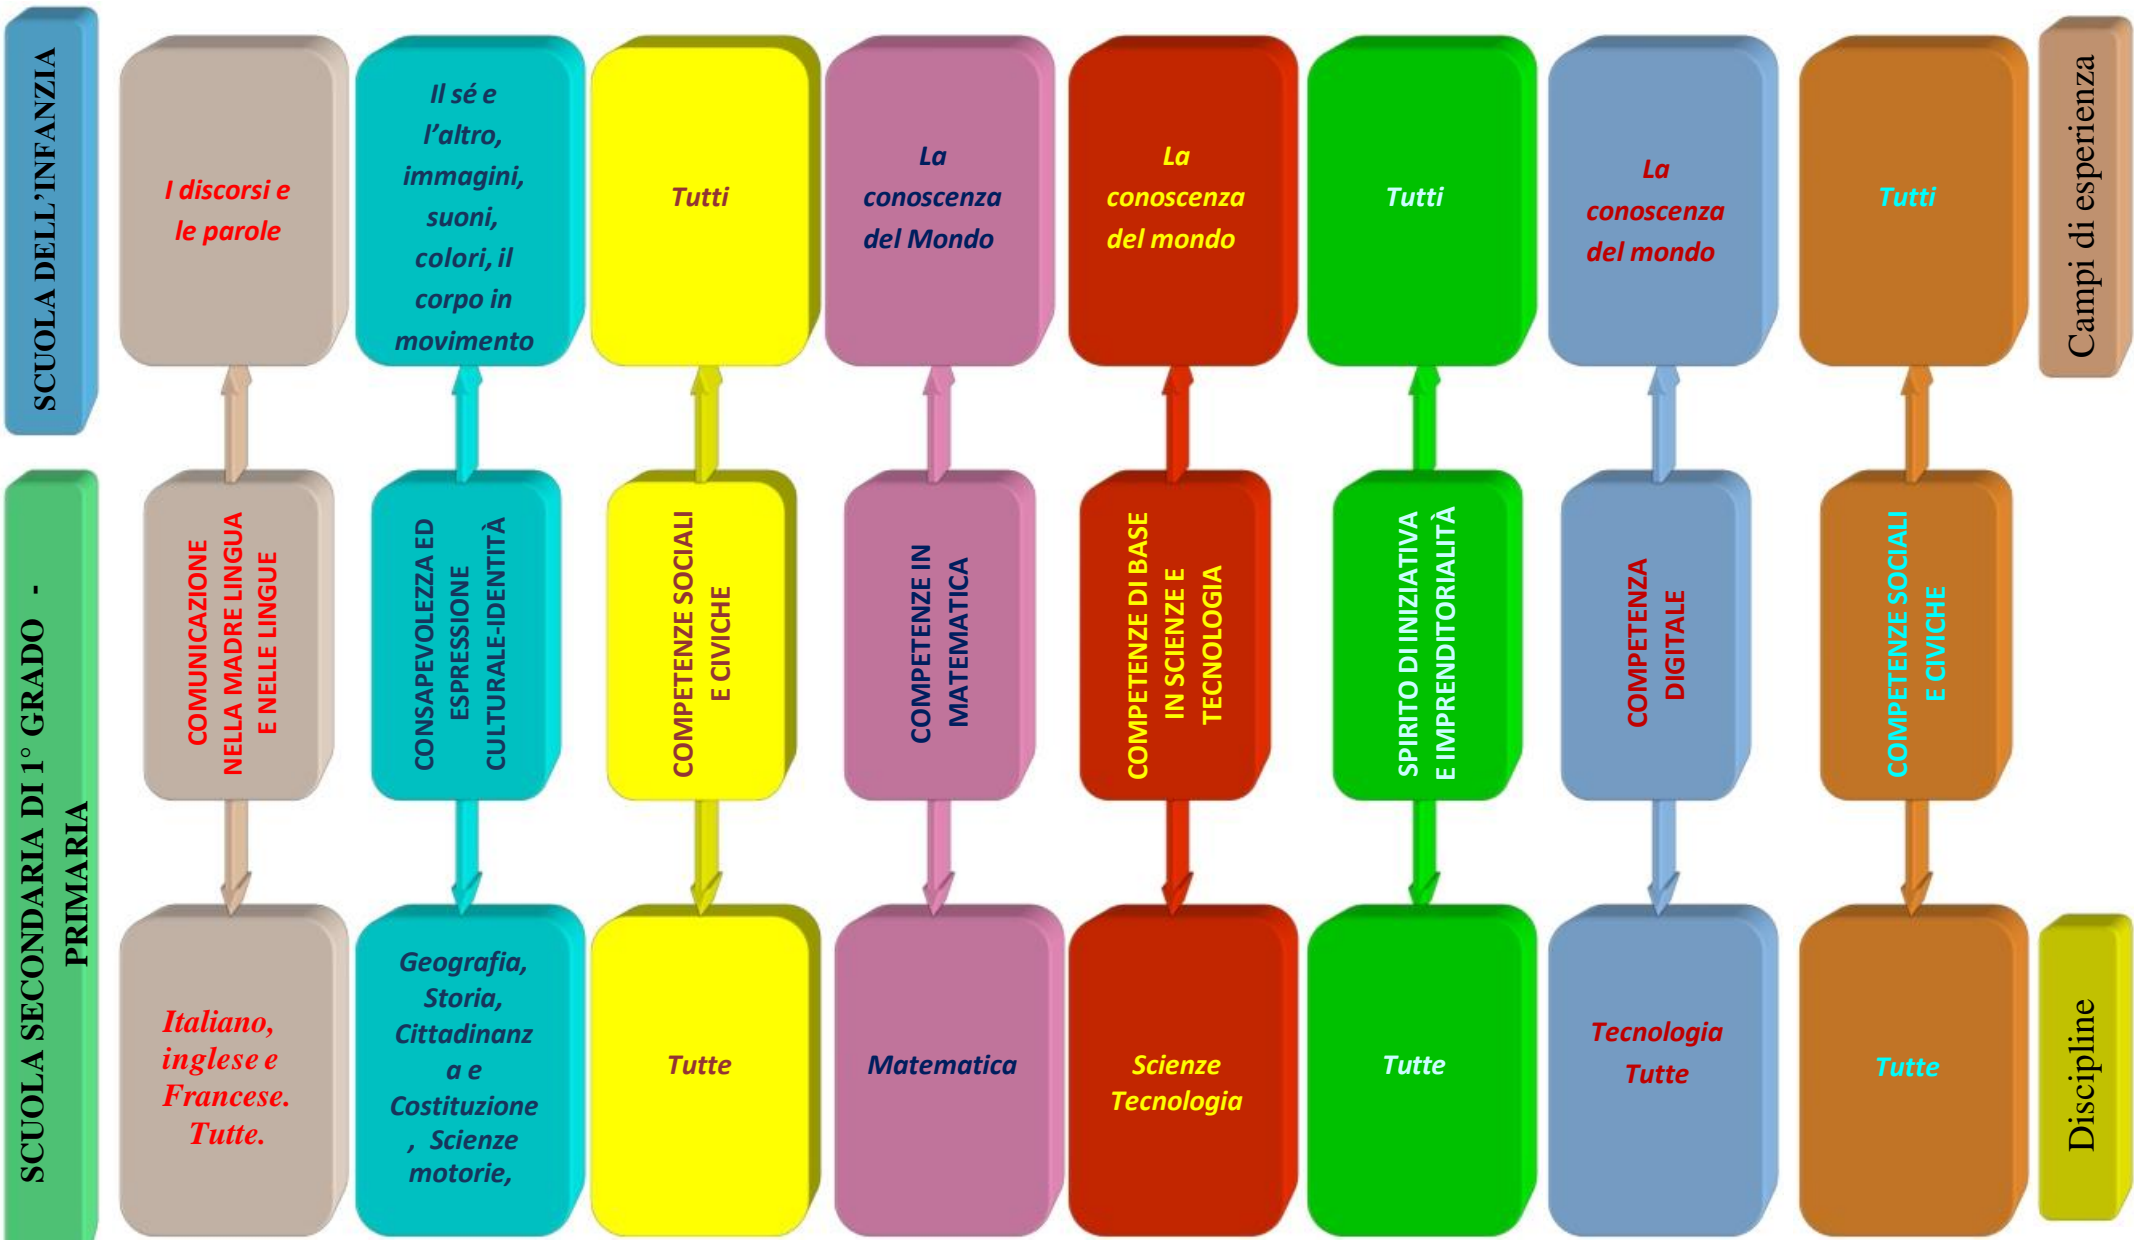 SCUOLA DELL'INFANZIA
I discorsi e
le parole
Il sé e
l'altro,
immagini,
suoni,
colori, il
corpo in
movimento
Tutti
La
conoscenza
del Mondo
La
conoscenza
del mondo
Tutti
La
conoscenza
del mondo
Tutti
Campi di esperienza
SCUOLA SECONDARIA DI 1° GRADO -
PRIMARIA
COMUNICAZIONE
NELLA MADRE LINGUA
E NELLE LINGUE
CONSAPEVOLEZZA ED
ESPRESSIONE
CULTURALE-IDENTITÀ
COMPETENZE SOCIALI
E CIVICHE
COMPETENZE IN
MATEMATICA
COMPETENZE DI BASE
IN SCIENZE E
TECNOLOGIA
SPIRITO DI INIZIATIVA
E IMPRENDITORIALITÀ
COMPETENZA
DIGITALE
COMPETENZE SOCIALI
E CIVICHE
Italiano,
inglese e
Francese.
Tutte.
Geografia,
Storia,
Cittadinanz
a e
Costituzione
, Scienze
motorie,
Tutte
Matematica
Scienze
Tecnologia
Tutte
Tecnologia
Tutte
Tutte
Discipline